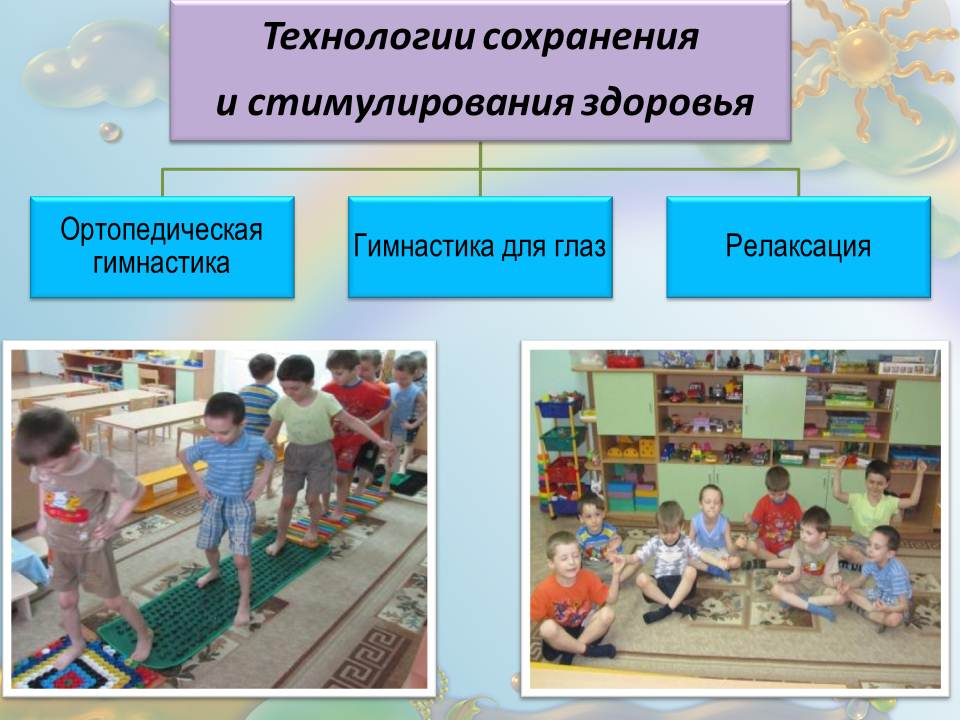 Технологии сохранения
и стимулирования здоровья
Ортопедическая
гимнастика
Гимнастика для глаз
Релаксация